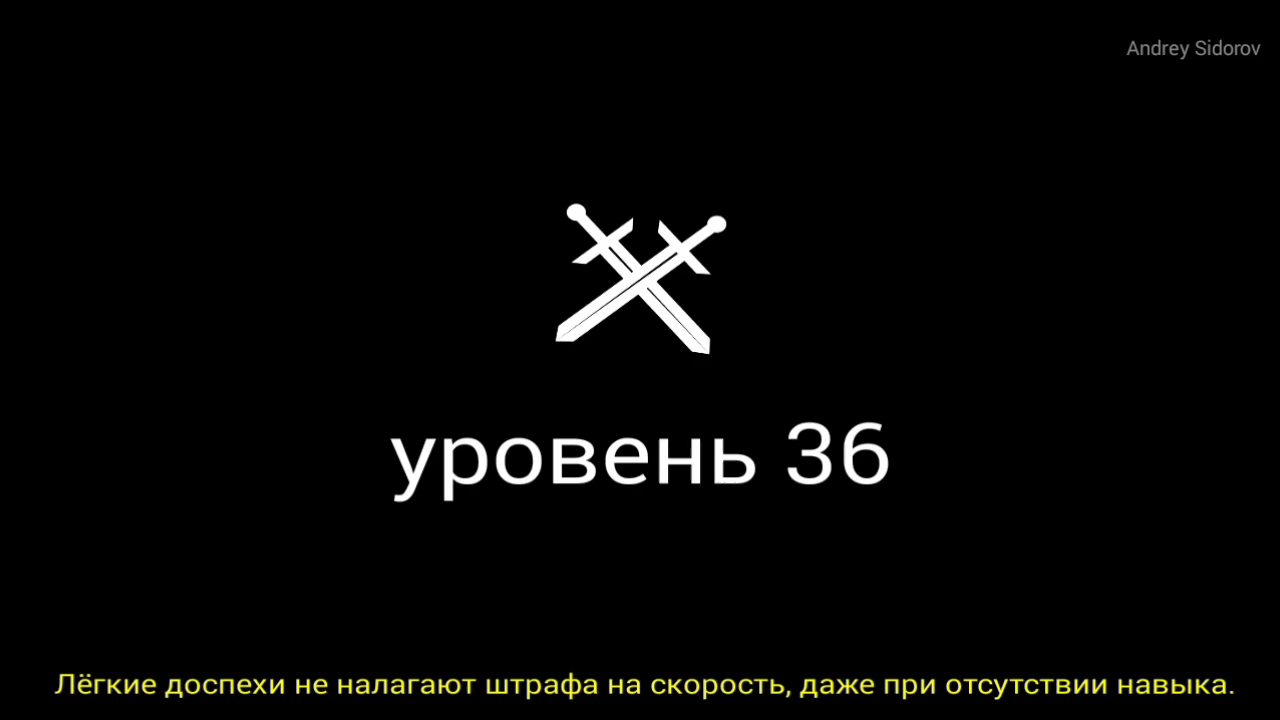 Andrey Sidorov
уровень 36
Лёгкие доспехи не налагают штрафа на скорость, даже при отсутствии навыка.